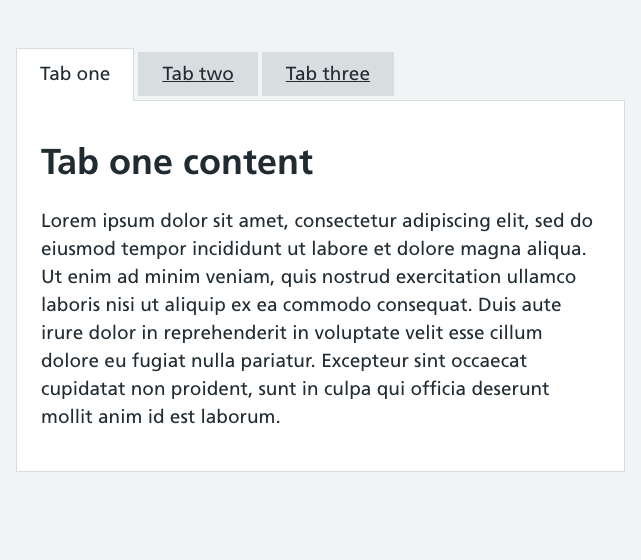 Tab one Tab two Tab three
Tab one content
Lorem ipsum dolor sit amet, consectetur adipiscing elit, sed do
eiusmod tempor incididunt ut labore et dolore magna aliqua.
Ut enim ad minim veniam, quis nostrud exercitation ullamco
laboris nisi ut aliquip ex ea commodo consequat. Duis aute
irure dolor in reprehenderit in voluptate velit esse cillum
dolore eu fugiat nulla pariatur. Excepteur sint occaecat
cupidatat non proident, sunt in culpa qui officia deserunt
mollit anim id est laborum.